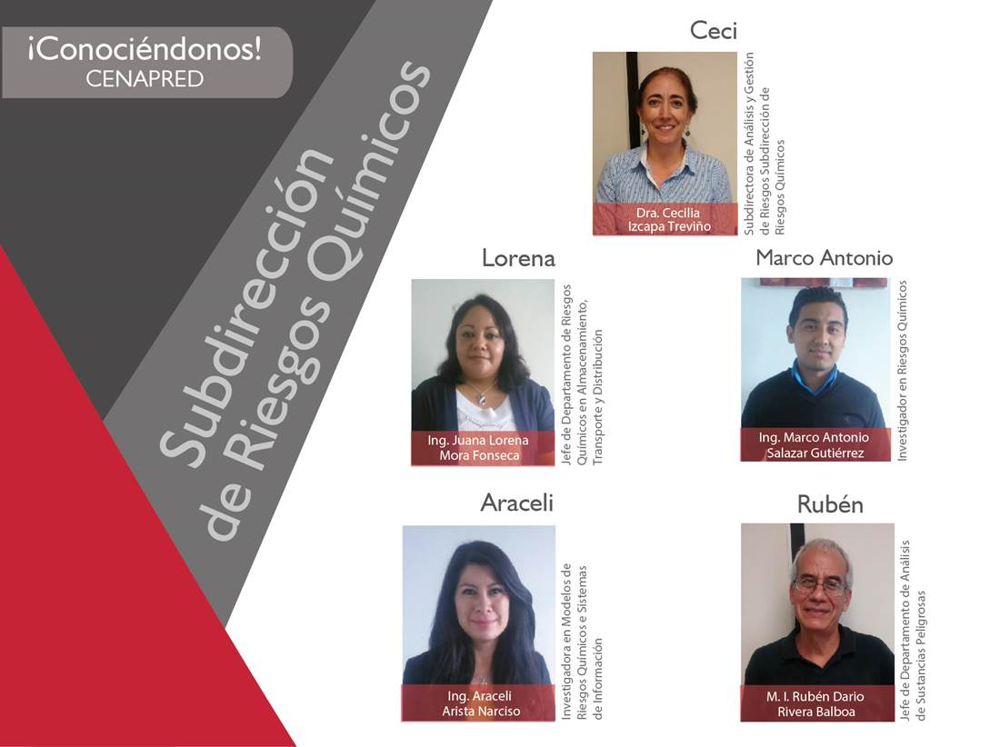 ¡Conociéndonos!
CENAPRED
Subdirección
de Riesgos Químicos
Ceci
Dra. Cecilia
Izcapa Treviño
Subdirectora de Análisis y Gestión
de Riesgos Subdirección de
Riesgos Químicos
Lorena
Ing. Juana Lorena
Mora Fonseca
Jefe de Departamento de Riesgos
Químicos en Almacenamiento,
Transporte y Distribución
Marco Antonio
Ing. Marco Antonio
Salazar Gutiérrez
Investigador en Riesgos Químicos
Araceli
Ing. Araceli
Arista Narciso
Investigadora en Modelos de
Riesgos Químicos e Sistemas
de Información
Rubén
M. I. Rubén Dario
Rivera Balboa
Jefe de Departamento de Análisis
de Sustancias Peligrosas